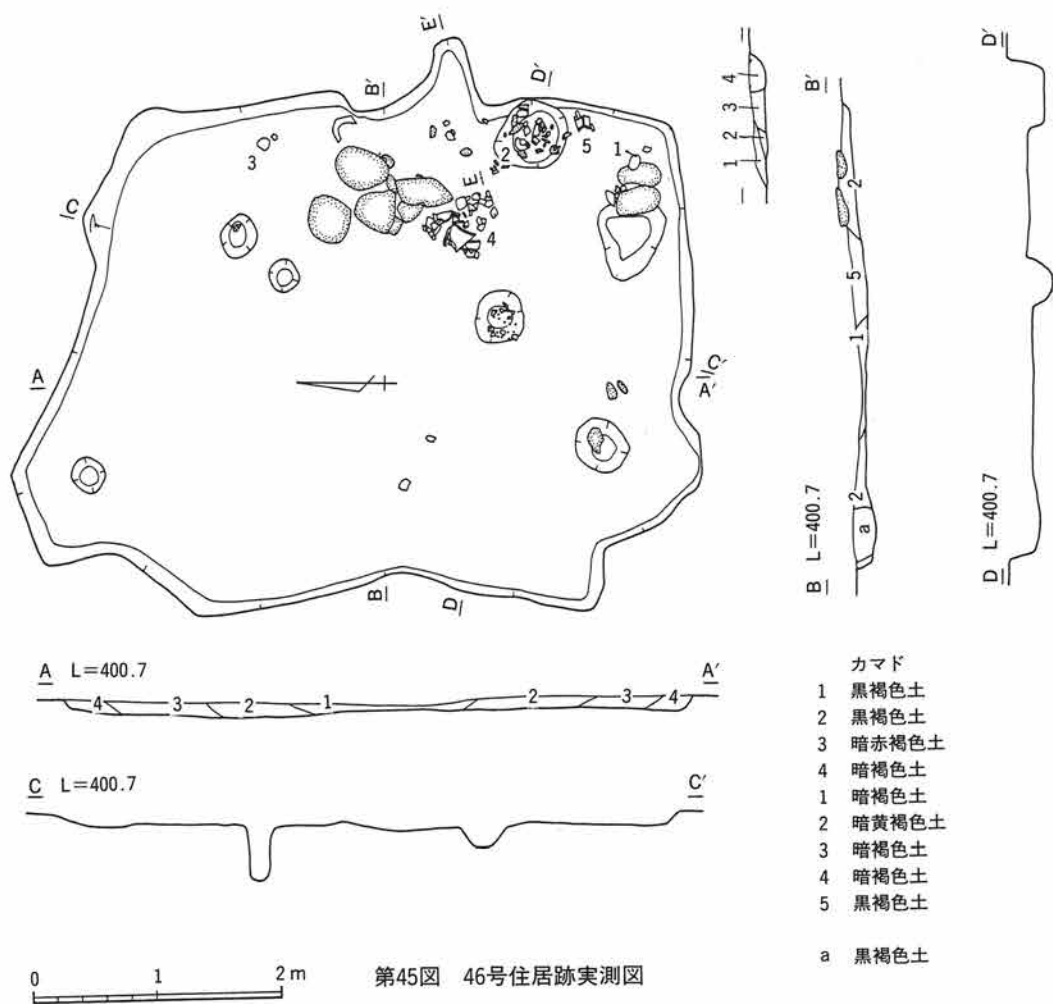 E'
D'
B'
3
2
5
1
E
4
C
A
C'
A'
B
D
4
3
2
1
B'
2
5
1
2
a
B L=400.7
D'
D L=400.7
A L=400.7 A'
4 3 2 1 2 3 4
C L=400.7 C'
カマド
1 黒褐色土
2 黒褐色土
3 暗赤褐色土
4 暗褐色土
1 暗褐色土
2 暗黄褐色土
3 暗褐色土
4 暗褐色土
5 黒褐色土
a 黒褐色土
0 1 2m
第45図 46号住居跡実測図